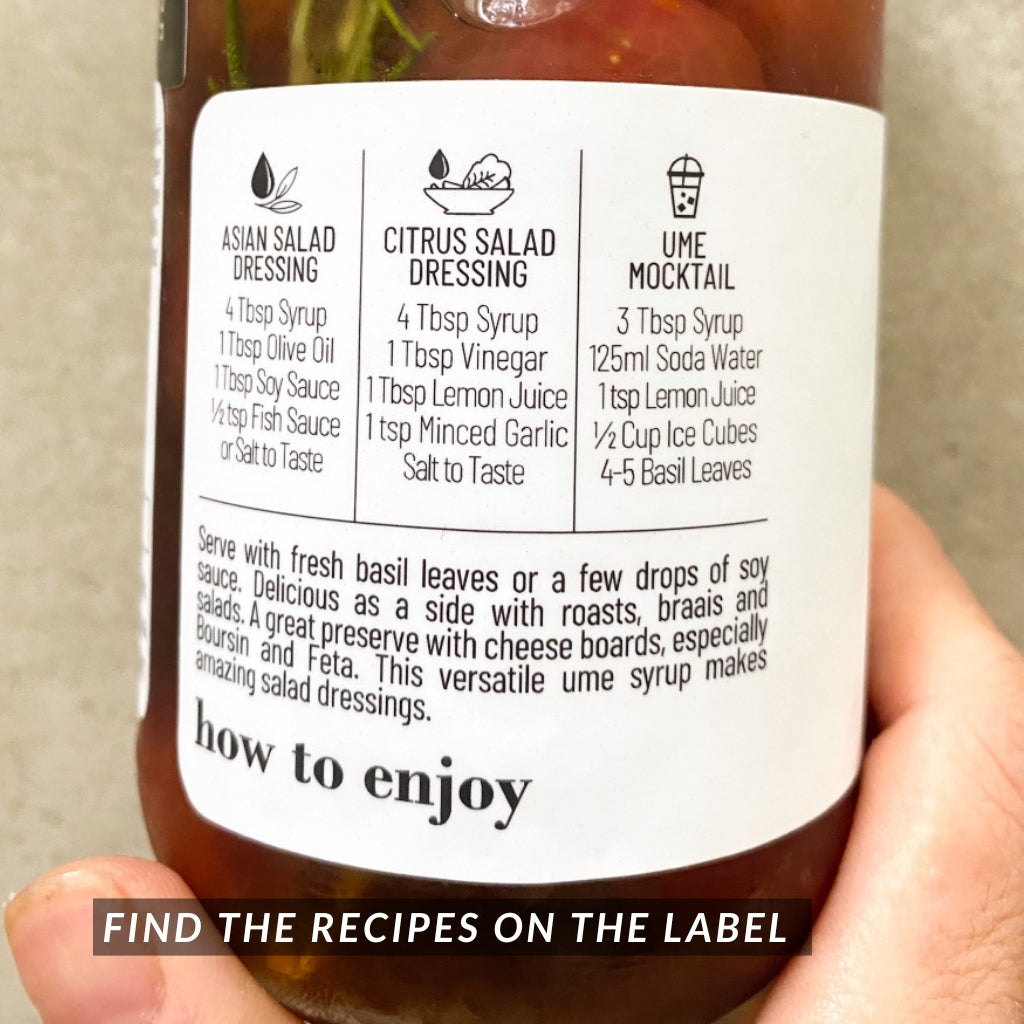 ASIAN SALAD
DRESSING
4 Tbsp Syrup
1 Tbsp Olive Oil
1 Tbsp Soy Sauce
½ tsp Fish Sauce
or Salt to Taste
CITRUS SALAD
DRESSING
4 Tbsp Syrup
1 Tbsp Vinegar
1 Tbsp Lemon Juice
1 tsp Minced Garlic
Salt to Taste
UME
MOCKTAIL
3 Tbsp Syrup
125ml Soda Water
1 tsp Lemon Juice
½ Cup Ice Cubes
4-5 Basil Leaves
Serve with fresh basil leaves or a few drops of soy
sauce. Delicious as a side with roasts, braais and
salads. A great preserve with cheese boards, especially
Boursin and Feta. This versatile ume syrup makes
amazing salad dressings.
how to enjoy
FIND THE RECIPES ON THE LABEL